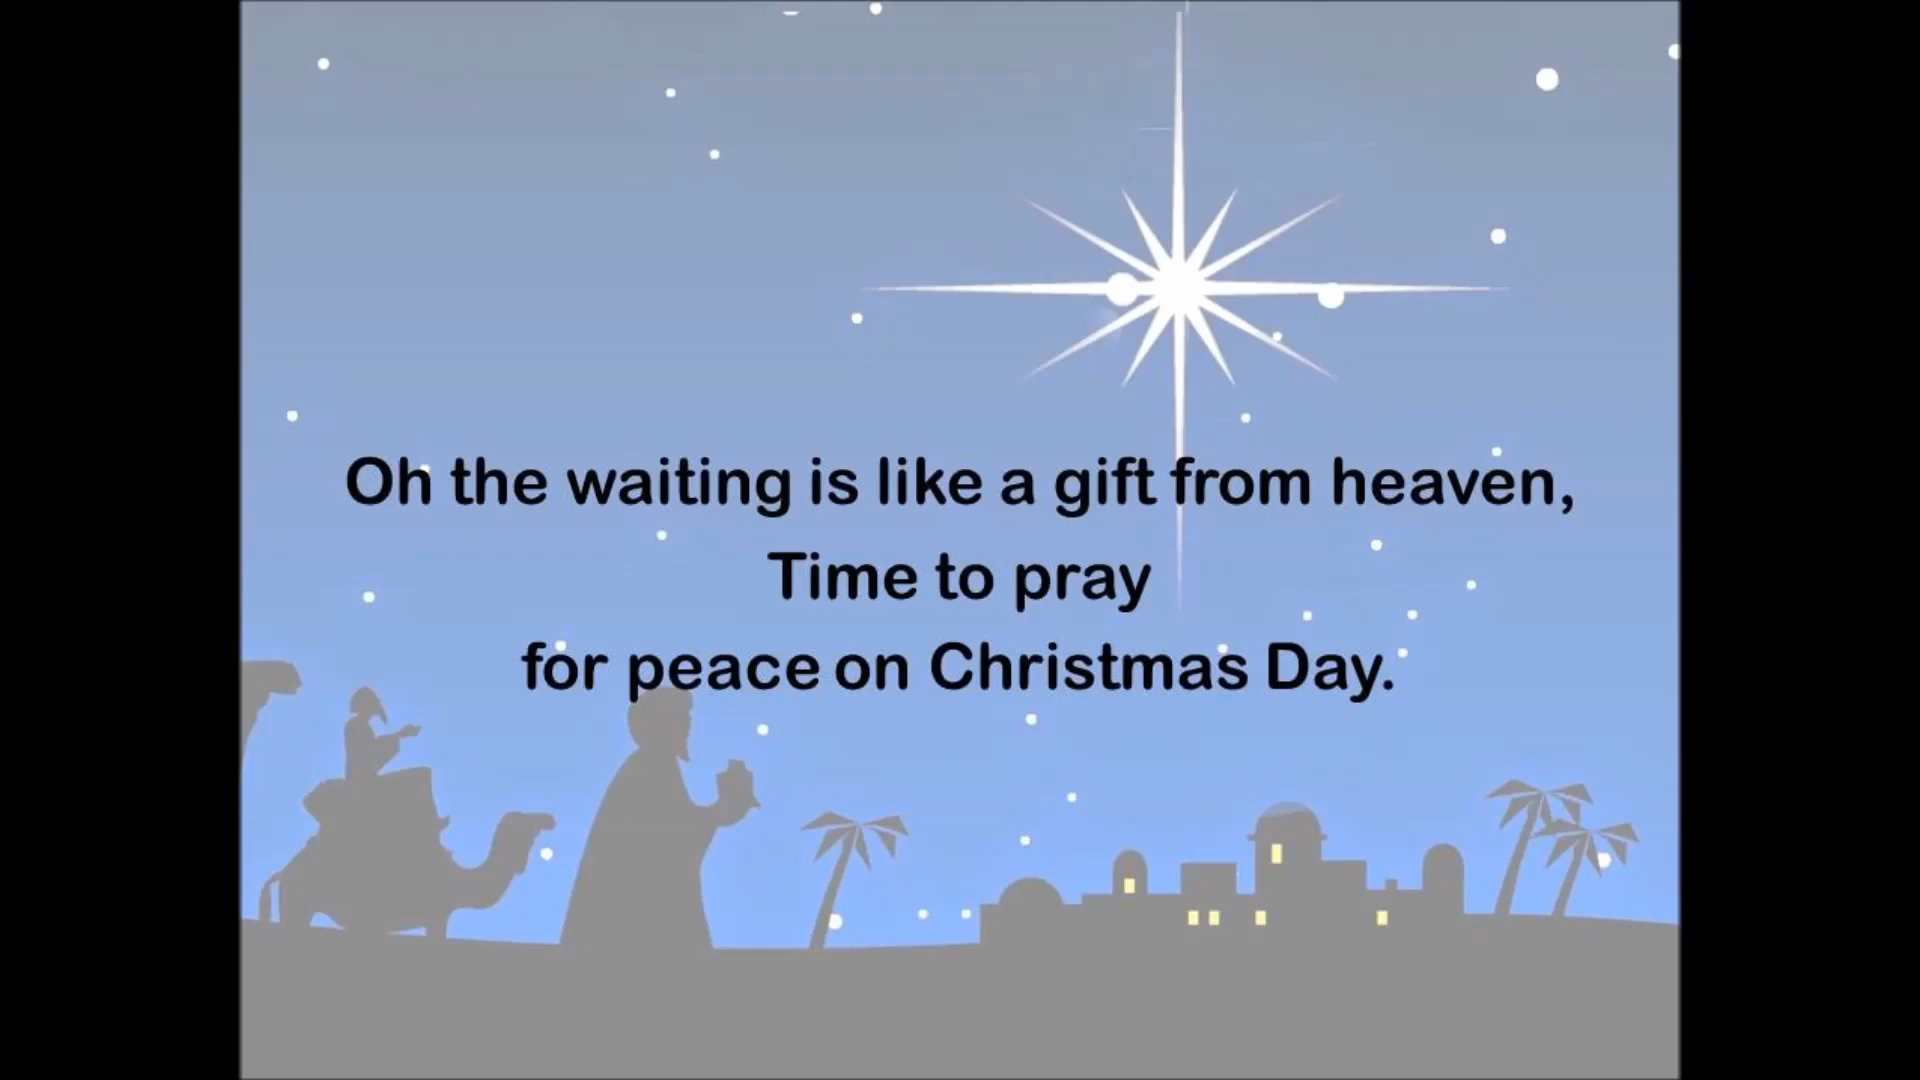 Oh the waiting is like a gift from heaven,
Time to pray
for peace on Christmas Day.